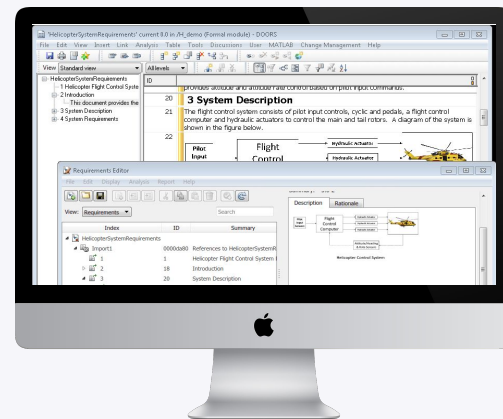 'HelicopterSystemRequirements' current 0.0 in /H_demo (Formal module) - DOORS
File Edit View Insert Link Analysis Table Tools Discussions User MATLAB Change Management Help
View Standard view All levels
HelicopterSystemRequirements
1 Helicopter Flight Control Syste
2 Introduction
This document provides the
3 System Description
4 System Requirements
ID
provides attitude and attitude rate control based on pilot input commands.
20 3 System Description
21 The flight control system consists of pilot input controls, cyclic and pedals, a flight control
computer and hydraulic actuators to control the main and tail rotors. A diagram of the system is
shown in the figure below.
22
Pilot
Input
Flight
Control
Hydraulic Actuator
Hydraulic Actuator
Requirements Editor
File Edit Display Analysis Report Help
View: Requirements Search
Index ID Summary
HelicopterSystemRequirements
Import1 0000da80 References to HelicopterSystemR
1 1 Helicopter Flight Control System
2 18 Introduction
3 20 System Description
Description Rationale
Flight
Control
Computer
Helicopter Control System